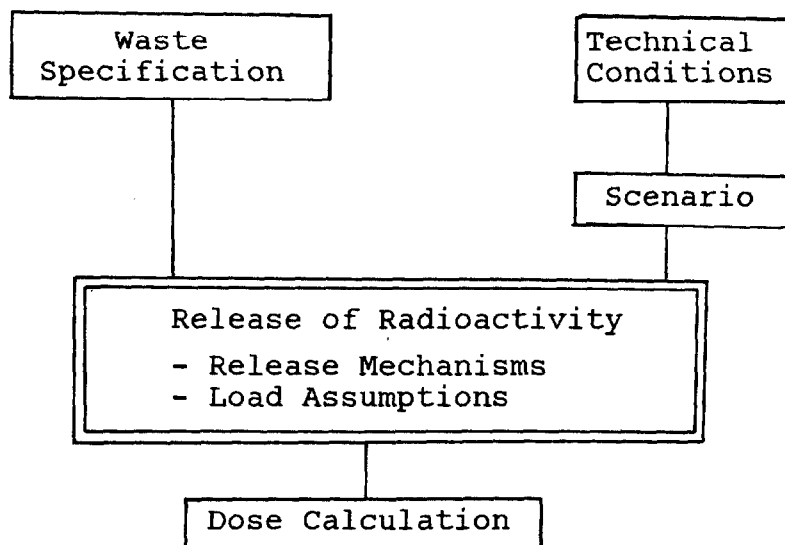 Waste
Specification
Technical
Conditions
Scenario
Release of Radioactivity
- Release Mechanisms
- Load Assumptions
Dose Calculation